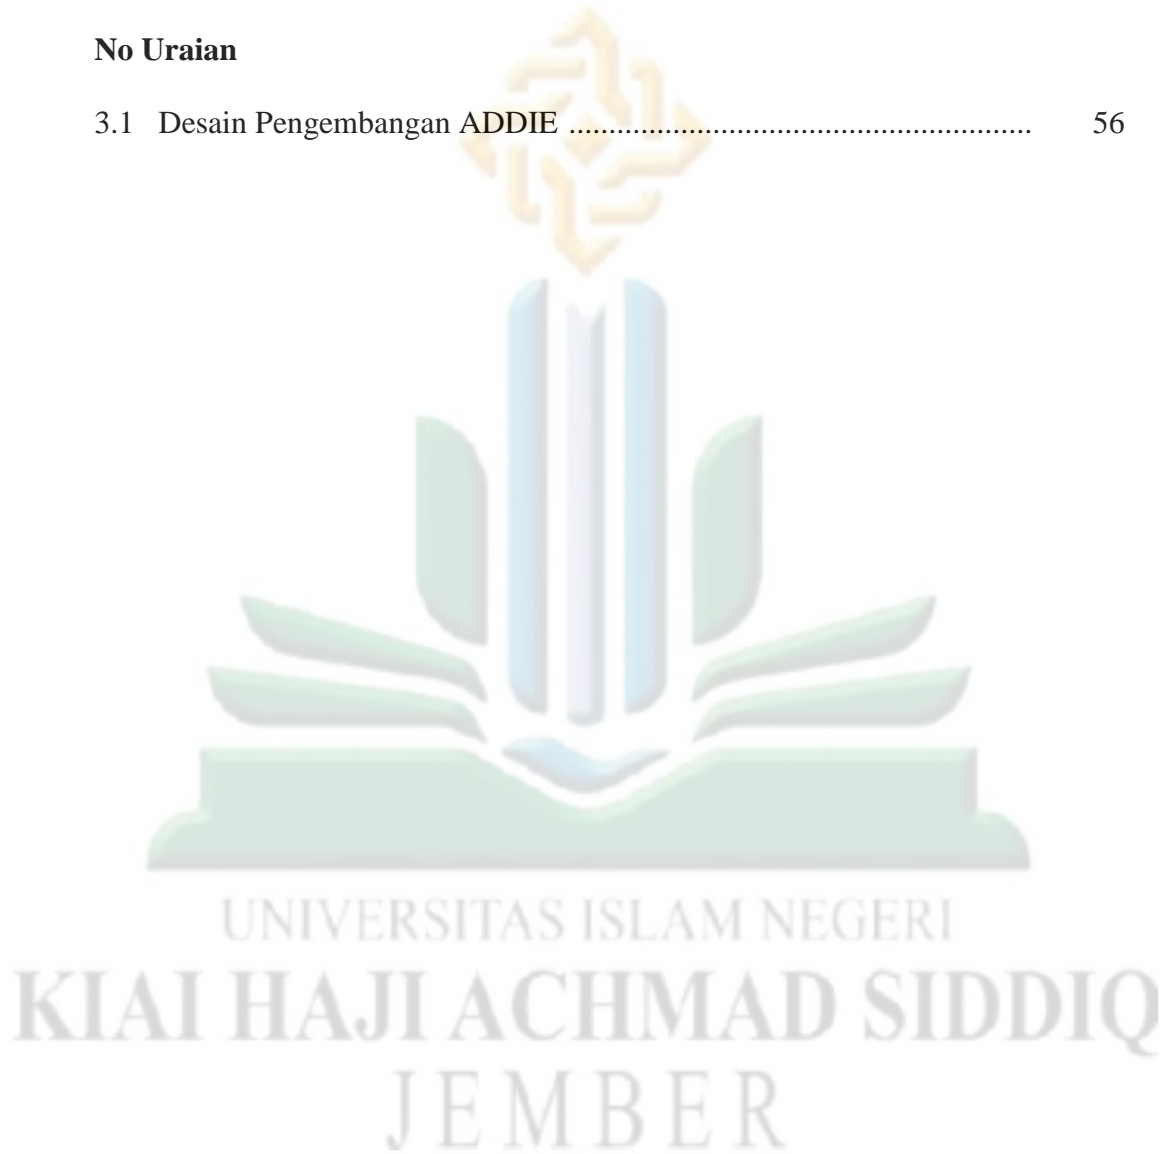 No Uraian
3.1 Desain Pengembangan ADDIE .......................................................... 56
UNIVERSITAS ISLAM NEGERI
KIAI HAJI ACHMAD SIDDIQ
JEMBER